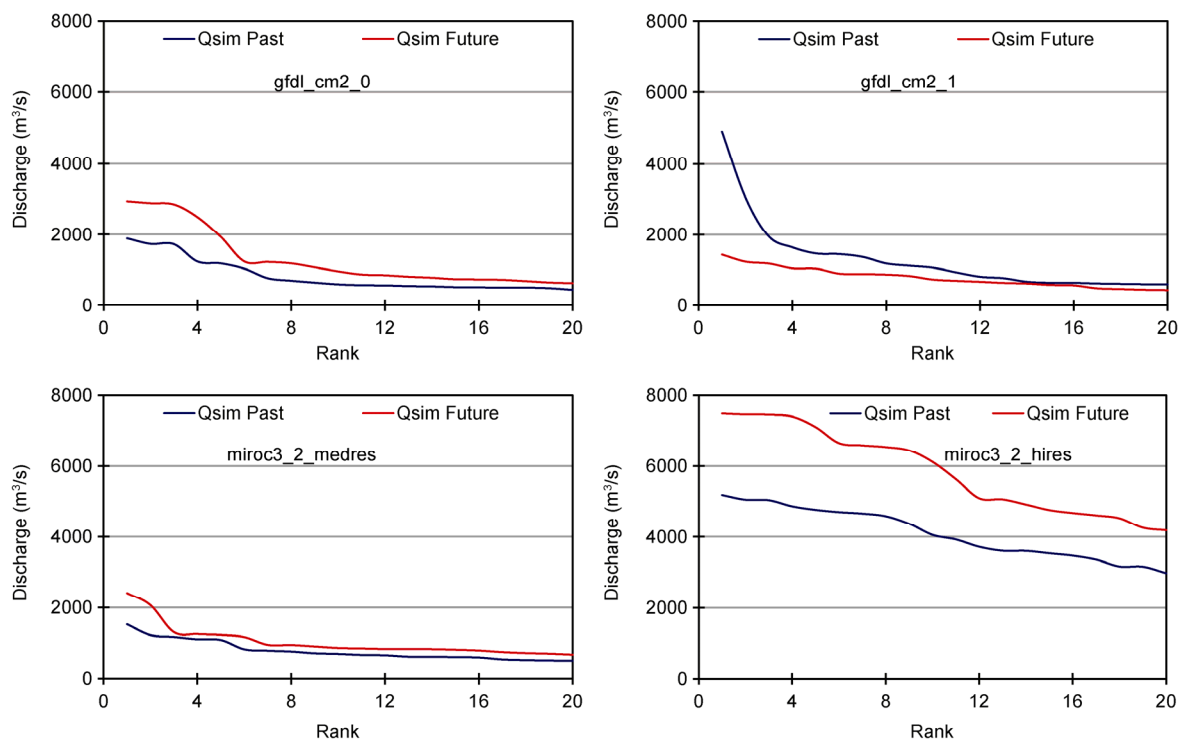 8000
6000
4000
2000
0
Discharge (m³/s)
Qsim Past
Qsim Future
gfdl_cm2_0
0 4 8 12 16 20
Rank
8000
6000
4000
2000
0
Discharge (m³/s)
Qsim Past
Qsim Future
gfdl_cm2_1
0 4 8 12 16 20
Rank
8000
6000
4000
2000
0
Discharge (m³/s)
Qsim Past
Qsim Future
miroc3_2_medres
0 4 8 12 16 20
Rank
8000
6000
4000
2000
0
Discharge (m³/s)
Qsim Past
Qsim Future
miroc3_2_hires
0 4 8 12 16 20
Rank